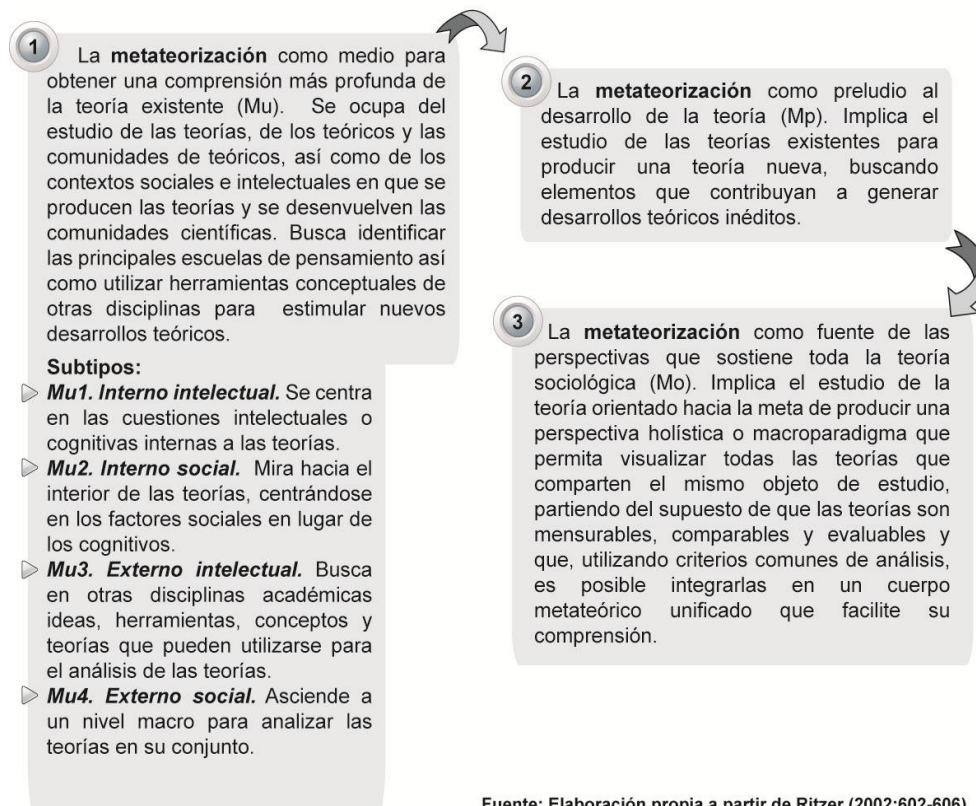 1
La metateorización como medio para
obtener una comprensión más profunda de
la teoría existente (Mu). Se ocupa del
estudio de las teorías, de los teóricos y las
comunidades de teóricos, así como de los
contextos sociales e intelectuales en que se
producen las teorías y se desenvuelven las
comunidades científicas. Busca identificar
las principales escuelas de pensamiento así
como utilizar herramientas conceptuales de
otras disciplinas para estimular nuevos
desarrollos teóricos.
Subtipos:
Mu1. Interno intelectual. Se centra
en las cuestiones intelectuales o
cognitivas internas a las teorías.
Mu2. Interno social. Mira hacia el
interior de las teorías, centrándose
en los factores sociales en lugar de
los cognitivos.
Mu3. Externo intelectual. Busca
en otras disciplinas académicas
ideas, herramientas, conceptos y
teorías que pueden utilizarse para
el análisis de las teorías.
Mu4. Externo social. Asciende a
un nivel macro para analizar las
teorías en su conjunto.
2
La metateorización como preludio al
desarrollo de la teoría (Mp). Implica el
estudio de las teorías existentes para
producir una teoría nueva, buscando
elementos que contribuyan a generar
desarrollos teóricos inéditos.
3
La metateorización como fuente de las
perspectivas que sostiene toda la teoría
sociológica (Mo). Implica el estudio de la
teoría orientado hacia la meta de producir una
perspectiva holística o macroparadigma que
permita visualizar todas las teorías que
comparten el mismo objeto de estudio,
partiendo del supuesto de que las teorías son
mensurables, comparables y evaluables y
que, utilizando criterios comunes de análisis,
es posible integrarlas en un cuerpo
metateórico unificado que facilite su
comprensión.
Fuente: Elaboración propia a partir de Ritzer (2002:602-606)